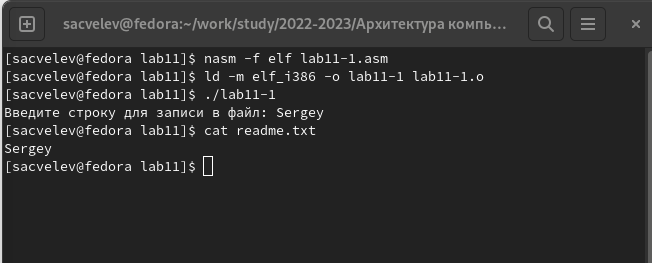 sacvelev@fedora:~/work/study/2022-2023/Архитектура компь...
[sacvelev@fedora lab11]$ nasm -f elf lab11-1.asm
[sacvelev@fedora lab11]$ ld -m elf_i386 -o lab11-1 lab11-1.o
[sacvelev@fedora lab11]$ ./lab11-1
Введите строку для записи в файл: Sergey
[sacvelev@fedora lab11]$ cat readme.txt
Sergey
[sacvelev@fedora lab11]$